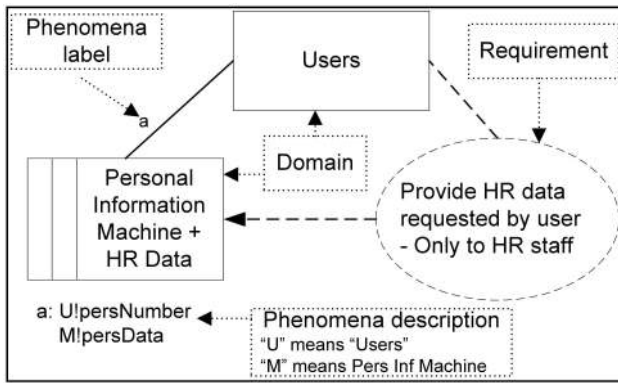 Phenomena
label
Users
Requirement
a
Domain
Personal
Information
Machine +
HR Data
Provide HR data
requested by user
- Only to HR staff
a: U!persNumber
M!persData
Phenomena description
“U” means “Users”
“M” means Pers Inf Machine